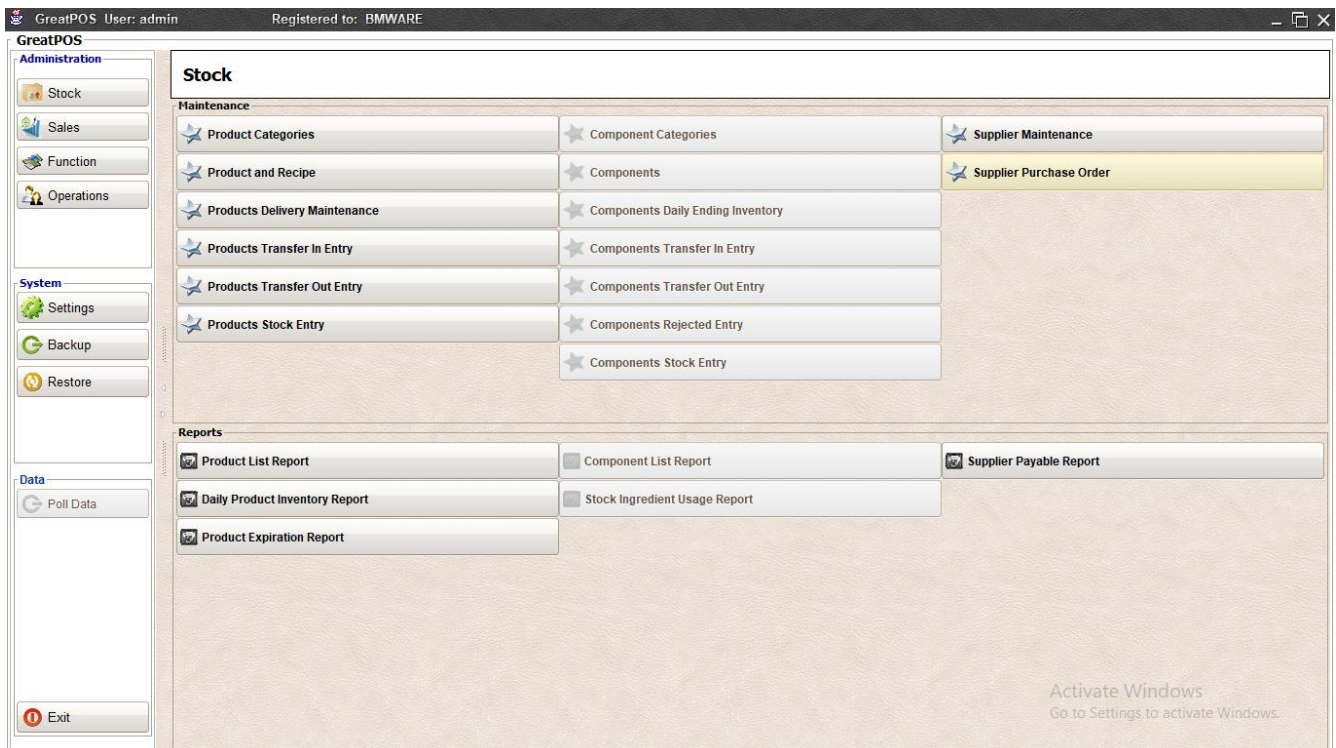 GreatPOS User: admin Registered to: BMWARE
GreatPOS
Administration
Stock
Sales
Function
Operations
System
Settings
Backup
Restore
Data
Poll Data
Exit
Stock
Maintenance
Product Categories
Component Categories
Supplier Maintenance
Product and Recipe
Components
Supplier Purchase Order
Products Delivery Maintenance
Components Daily Ending Inventory
Products Transfer In Entry
Components Transfer In Entry
Products Transfer Out Entry
Components Transfer Out Entry
Products Stock Entry
Components Rejected Entry
Components Stock Entry
Reports
Product List Report
Component List Report
Supplier Payable Report
Daily Product Inventory Report
Stock Ingredient Usage Report
Product Expiration Report
Activate Windows
Go to Settings to activate Windows.